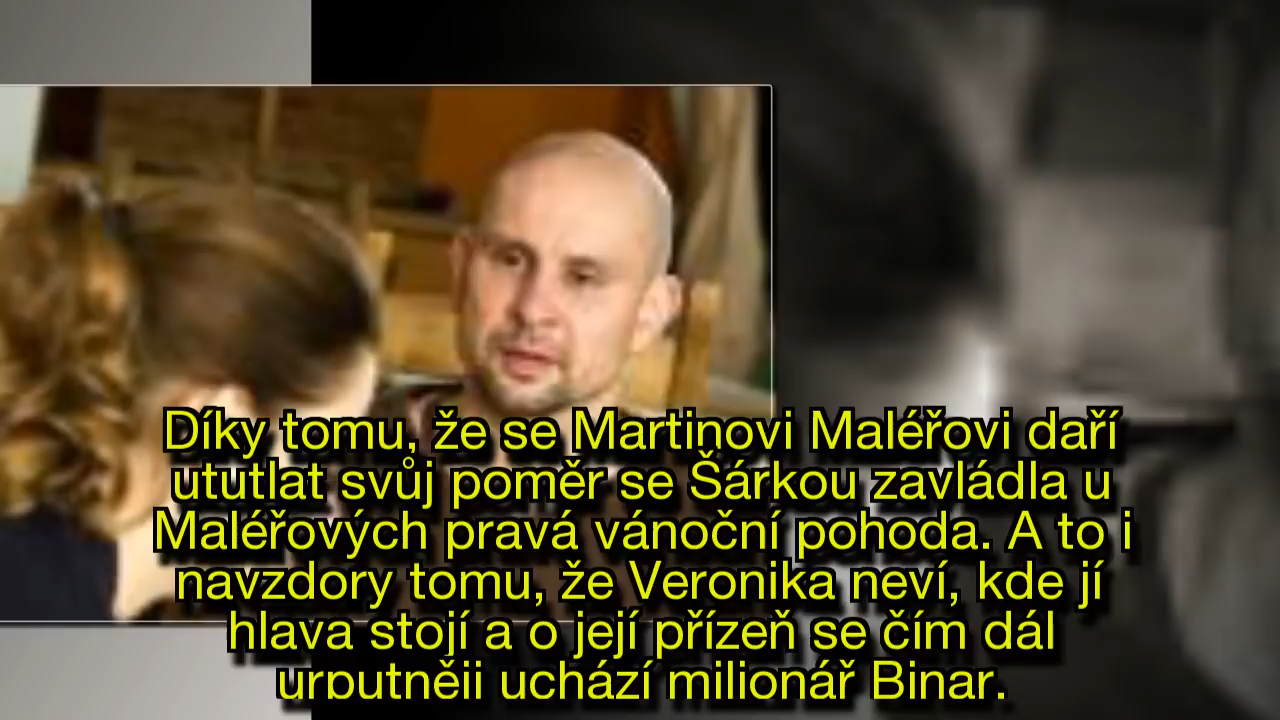 Díky tomu, že se Martinovi Maléřovi daří
ututlat svůj poměr se Šárkou zavládla u
Maléřových pravá vánoční pohoda. A to i
navzdory tomu, že Veronika neví, kde jí
hlava stojí a o její přízeň se čím dál
urputněji uchází milionář Binar.